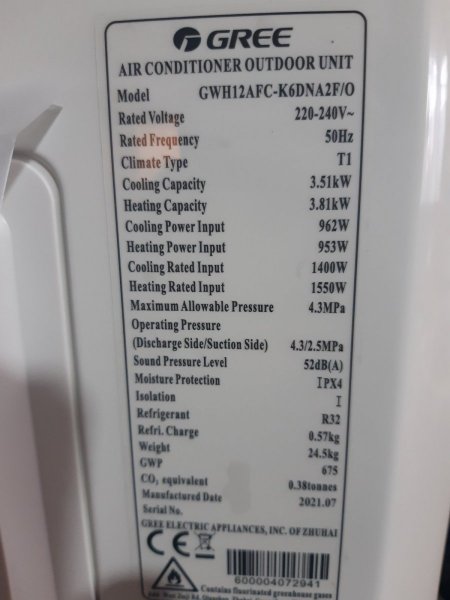 GREE
AIR CONDITIONER OUTDOOR UNIT
Model GWH12AFC-K6DNA2F/O
Rated Voltage 220-240V~
Rated Frequency 50Hz
Climate Type T1
Cooling Capacity 3.51kW
Heating Capacity 3.81kW
Cooling Power Input 962W
Heating Power Input 953W
Cooling Rated Input 1400W
Heating Rated Input 1550W
Maximum Allowable Pressure 4.3MPa
Operating Pressure
(Discharge Side/Suction Side) 4.3/2.5MPa
Sound Pressure Level 52dB(A)
Moisture Protection IPX4
Isolation I
Refrigerant R32
Refri. Charge 0.57kg
Weight 24.5kg
GWP 675
CO₂ equivalent 0.38tonnes
Manufactured Date 2021.07
Serial No.
GREE ELECTRIC APPLIANCES, INC. OF ZHUHAI
CE
600004072941
Contains fluorinated greenhouse gases